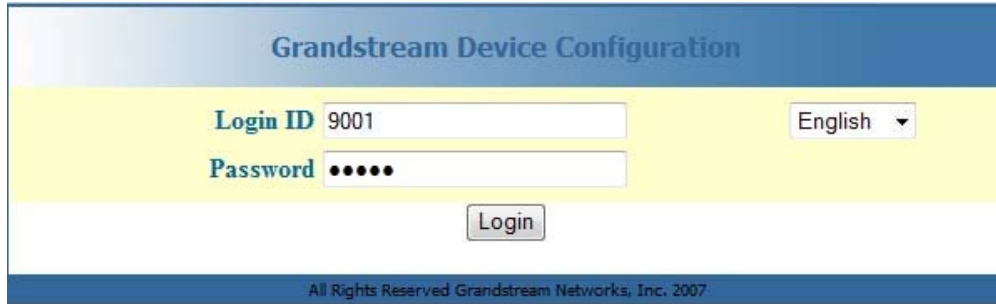 Grandstream Device Configuration
Login ID 9001 English
Password •••••
Login
All Rights Reserved Grandstream Networks, Inc. 2007